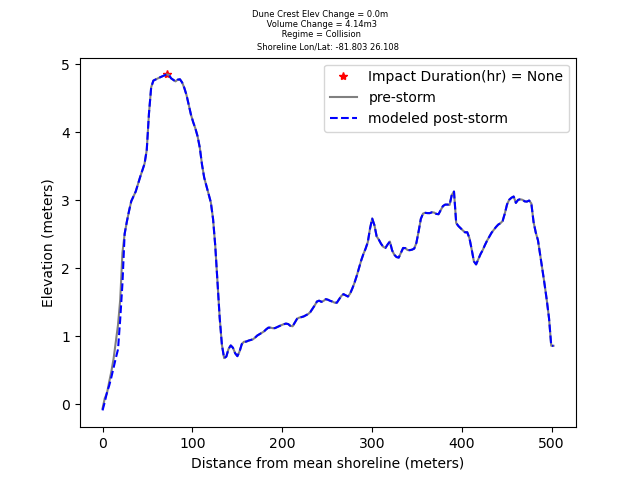 Dune Crest Elev Change = 0.0m
Volume Change = 4.14m3
Regime = Collision
Shoreline Lon/Lat: -81.803 26.108
Impact Duration(hr) = None
pre-storm
modeled post-storm
Elevation (meters)
5
4
3
2
1
0
0 100 200 300 400 500
Distance from mean shoreline (meters)